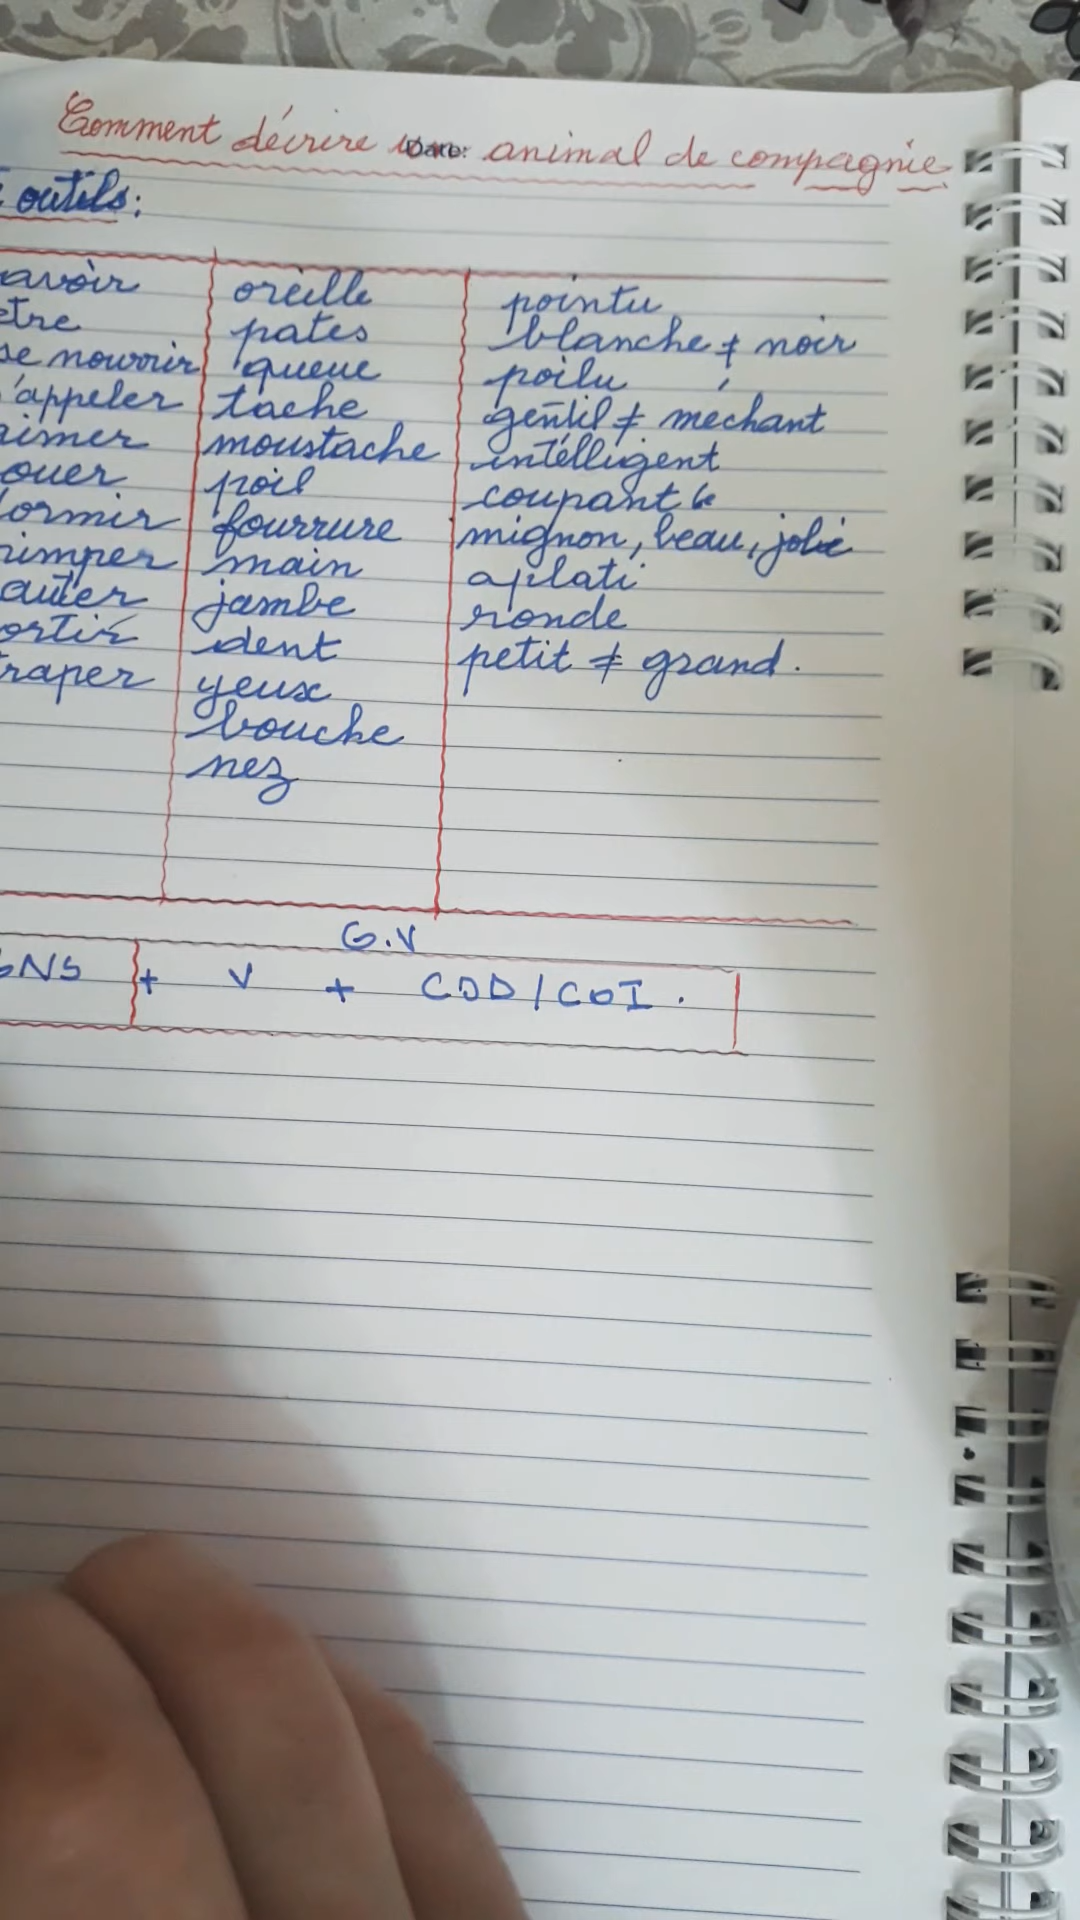 Comment décrire un animal de compagnie.
outils:
avoir oreille pointu
être pates blanche ≠ noir
se nourrir queue poilu
s'appeler tache gentil ≠ méchant
aimer moustache intélligent
jouer poil coupant
dormir fourrure mignon, beau, jolie
grimper main aplati
sauter jambe ronde
sortir dent petit ≠ grand.
fraper yeux
bouche
nez
G.V
GNS + V + COD/COI.